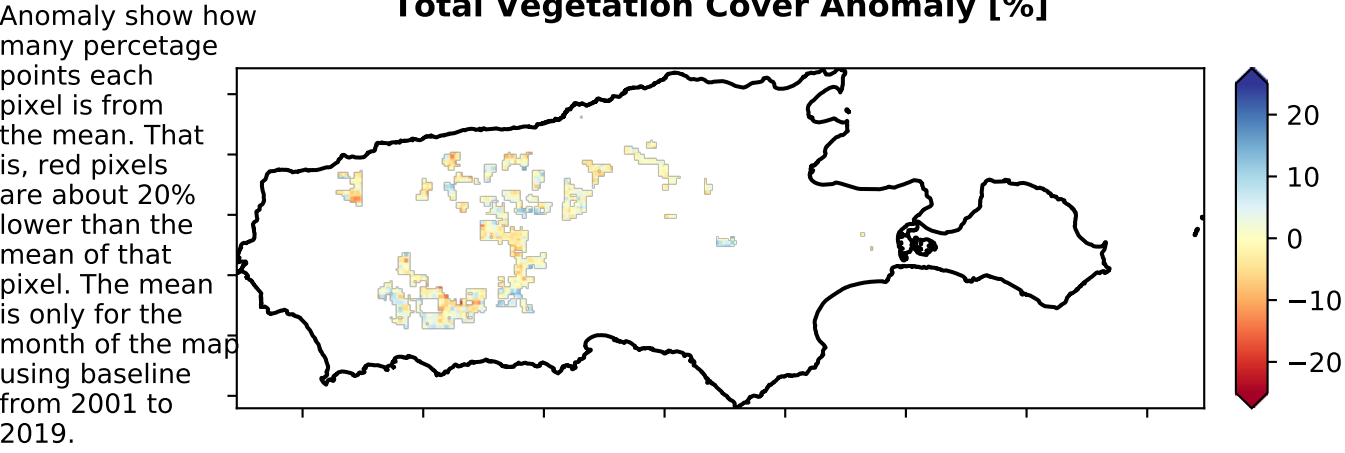 Total Vegetation Cover Anomaly [%]
Anomaly show how
many percetage
points each
pixel is from
the mean. That
is, red pixels
are about 20%
lower than the
mean of that
pixel. The mean
is only for the
month of the map
using baseline
from 2001 to
2019.
20
10
0
−10
−20